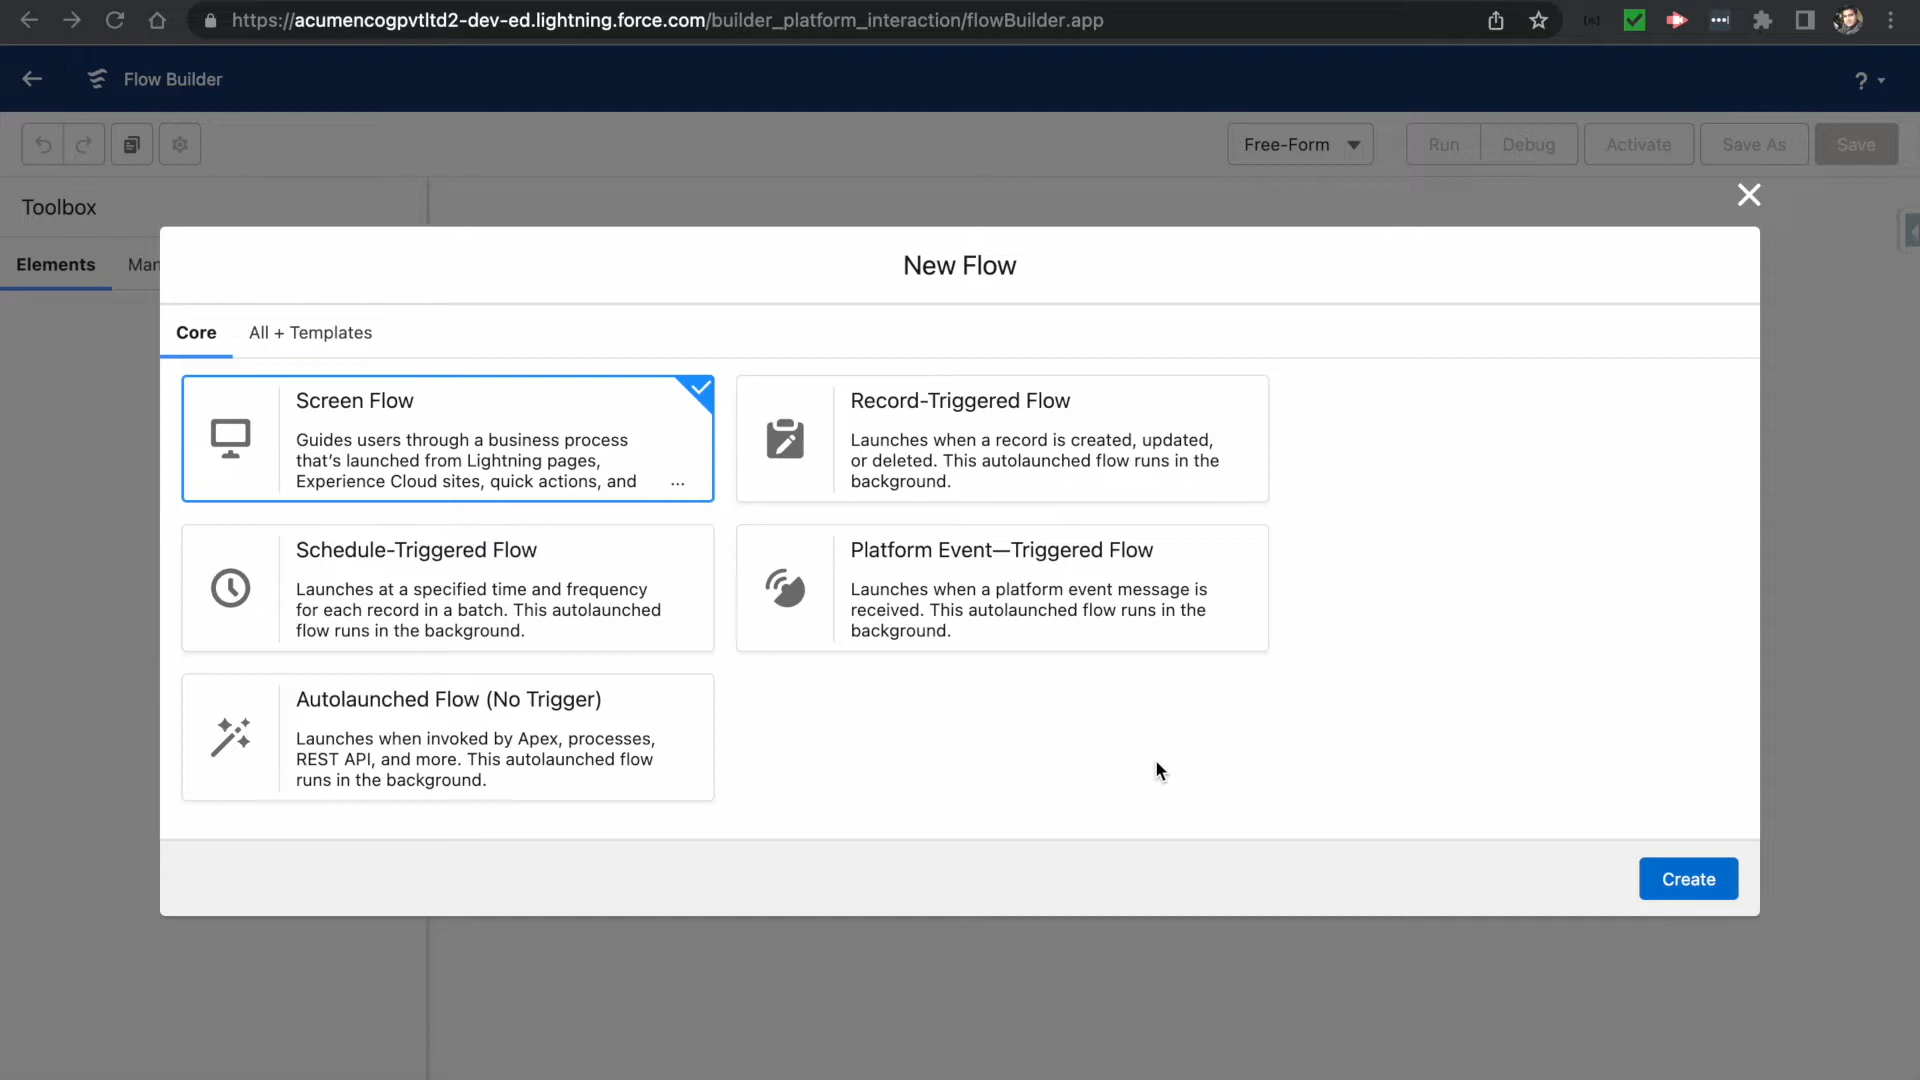 https://acumencogpvtltd2-dev-ed.lightning.force.com/builder_platform_interaction/flowBuilder.app
Flow Builder
?
Free-Form
Run
Debug
Activate
Save As
Save
Toolbox
Elements
Man
New Flow
Core
All + Templates
Screen Flow
Guides users through a business process
that's launched from Lightning pages,
Experience Cloud sites, quick actions, and ...
Record-Triggered Flow
Launches when a record is created, updated,
or deleted. This autolaunched flow runs in the
background.
Schedule-Triggered Flow
Launches at a specified time and frequency
for each record in a batch. This autolaunched
flow runs in the background.
Platform Event—Triggered Flow
Launches when a platform event message is
received. This autolaunched flow runs in the
background.
Autolaunched Flow (No Trigger)
Launches when invoked by Apex, processes,
REST API, and more. This autolaunched flow
runs in the background.
Create